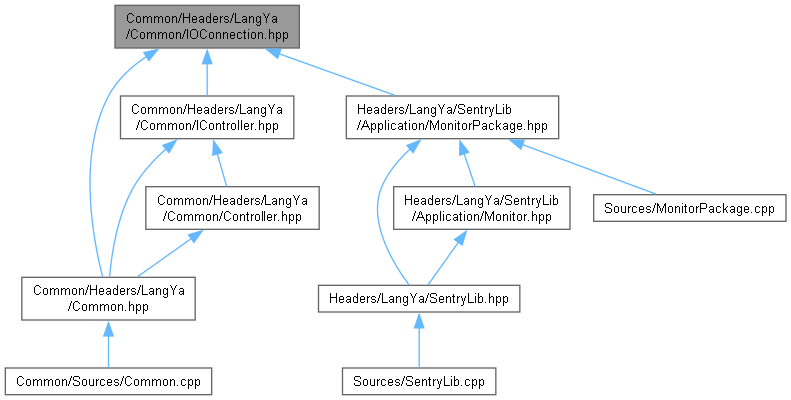 Common/Headers/LangYa
/Common/IOConnection.hpp
Common/Headers/LangYa
/Common/IController.hpp
Headers/LangYa/SentryLib
/Application/MonitorPackage.hpp
Common/Headers/LangYa
/Common/Controller.hpp
Headers/LangYa/SentryLib
/Application/Monitor.hpp
Sources/MonitorPackage.cpp
Common/Headers/LangYa
/Common.hpp
Headers/LangYa/SentryLib.hpp
Common/Sources/Common.cpp
Sources/SentryLib.cpp